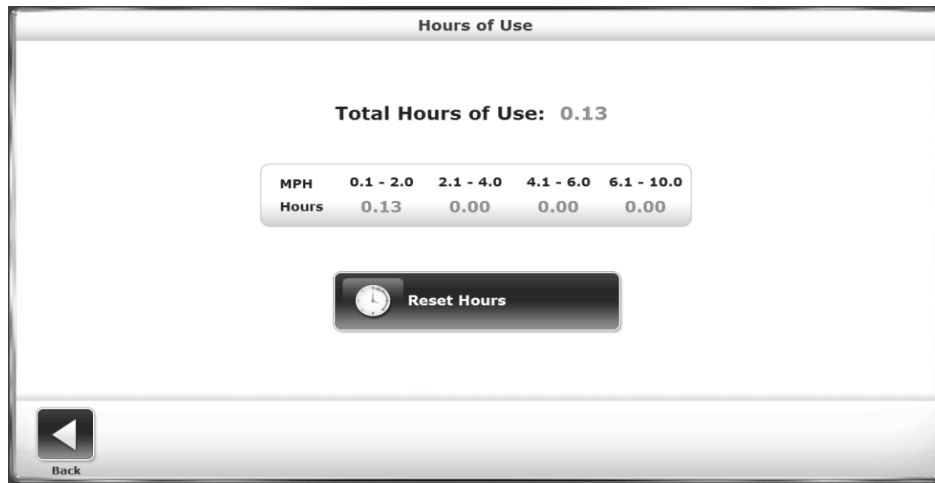 Hours of Use
Total Hours of Use: 0.13
MPH 0.1 - 2.0 2.1 - 4.0 4.1 - 6.0 6.1 - 10.0
Hours 0.13 0.00 0.00 0.00
Reset Hours
Back